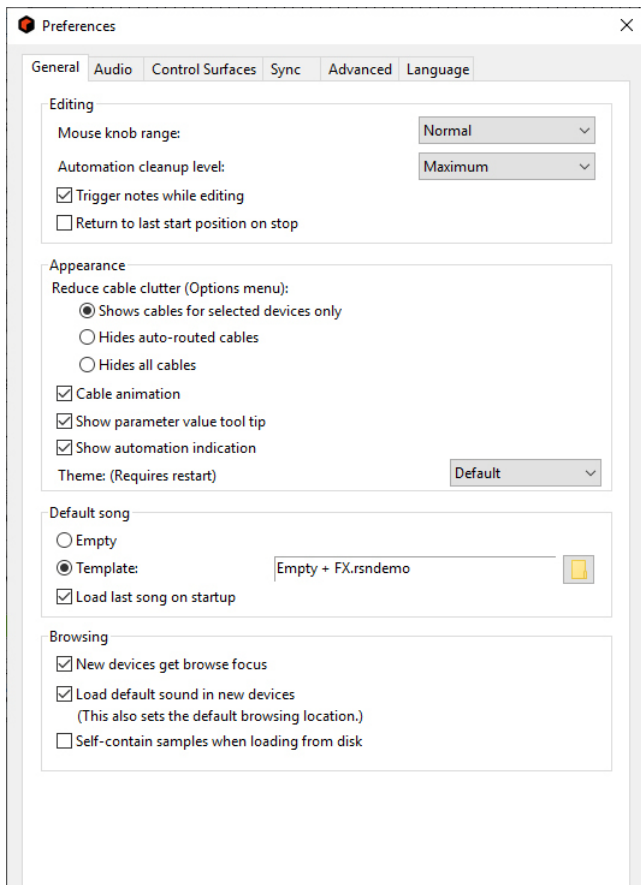 Preferences
General Audio Control Surfaces Sync Advanced Language
Editing
Mouse knob range: Normal
Automation cleanup level: Maximum
Trigger notes while editing
Return to last start position on stop
Appearance
Reduce cable clutter (Options menu):
Shows cables for selected devices only
Hides auto-routed cables
Hides all cables
Cable animation
Show parameter value tool tip
Show automation indication
Theme: (Requires restart) Default
Default song
Empty
Template: Empty + FX.rsndemo
Load last song on startup
Browsing
New devices get browse focus
Load default sound in new devices
(This also sets the default browsing location.)
Self-contain samples when loading from disk